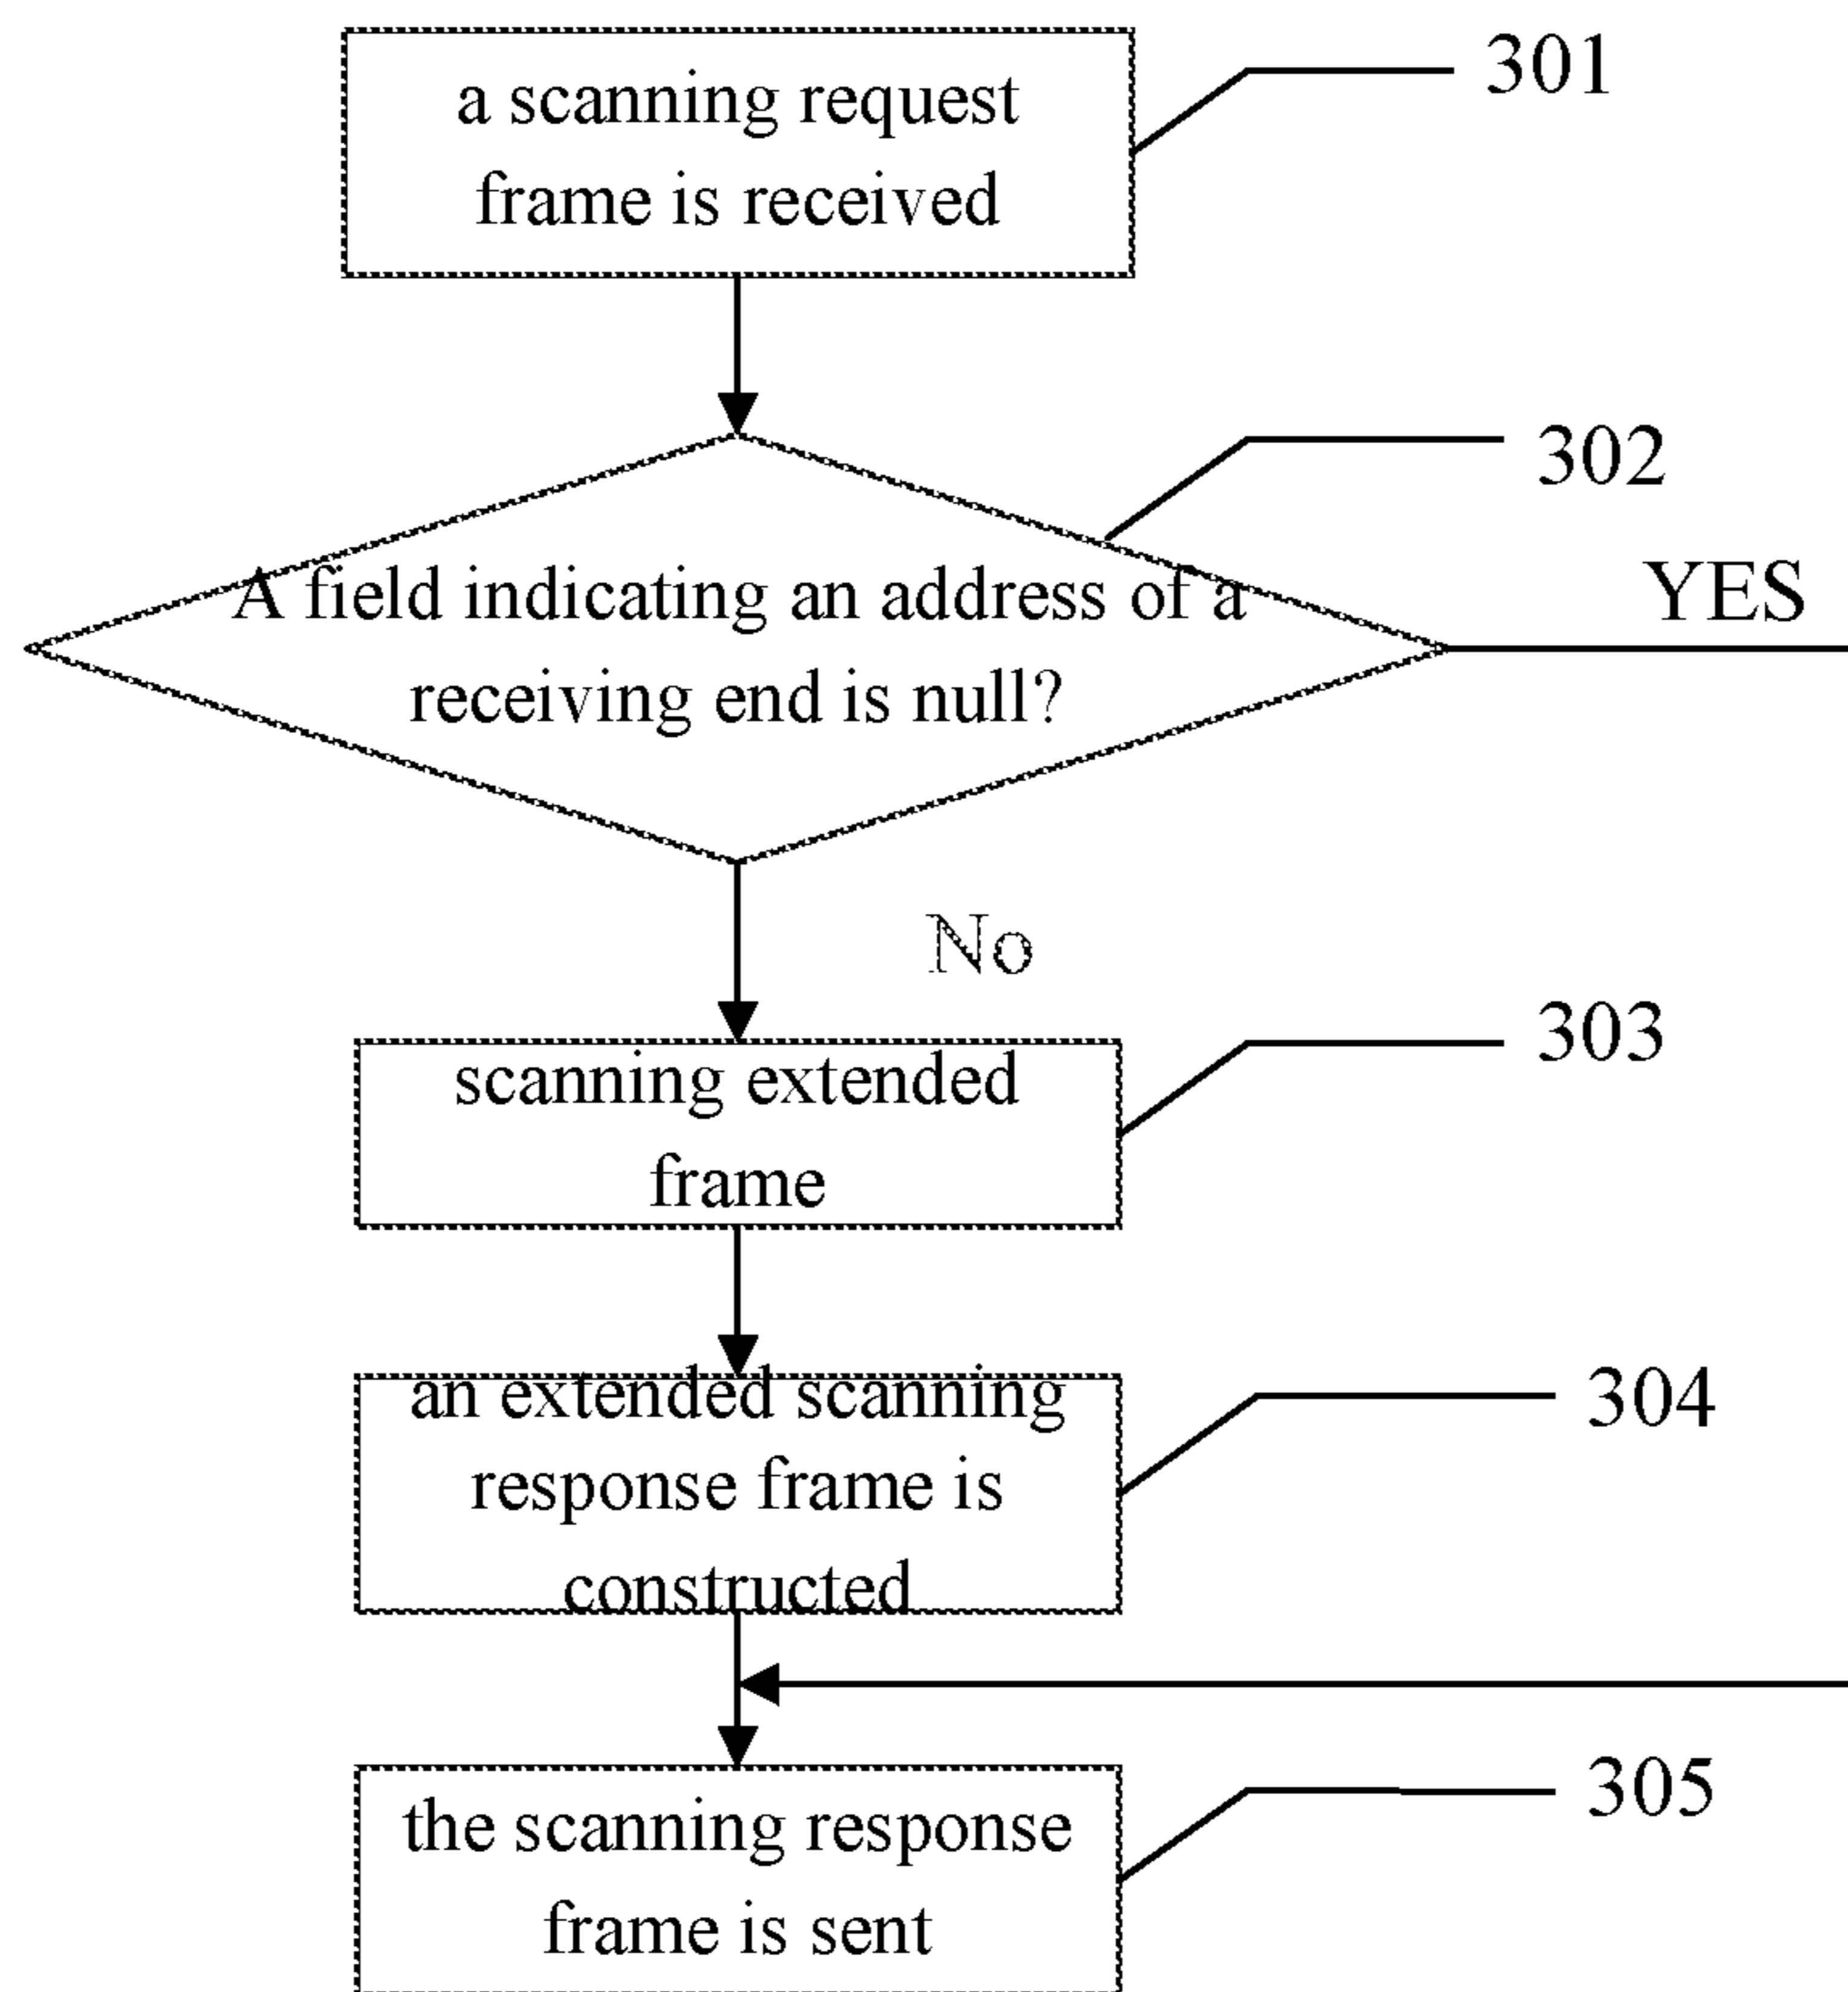 a scanning request
frame is received
301
302
A field indicating an address of a
receiving end is null?
YES
No
303
scanning extended
frame
304
an extended scanning
response frame is
constructed
305
the scanning response
frame is sent